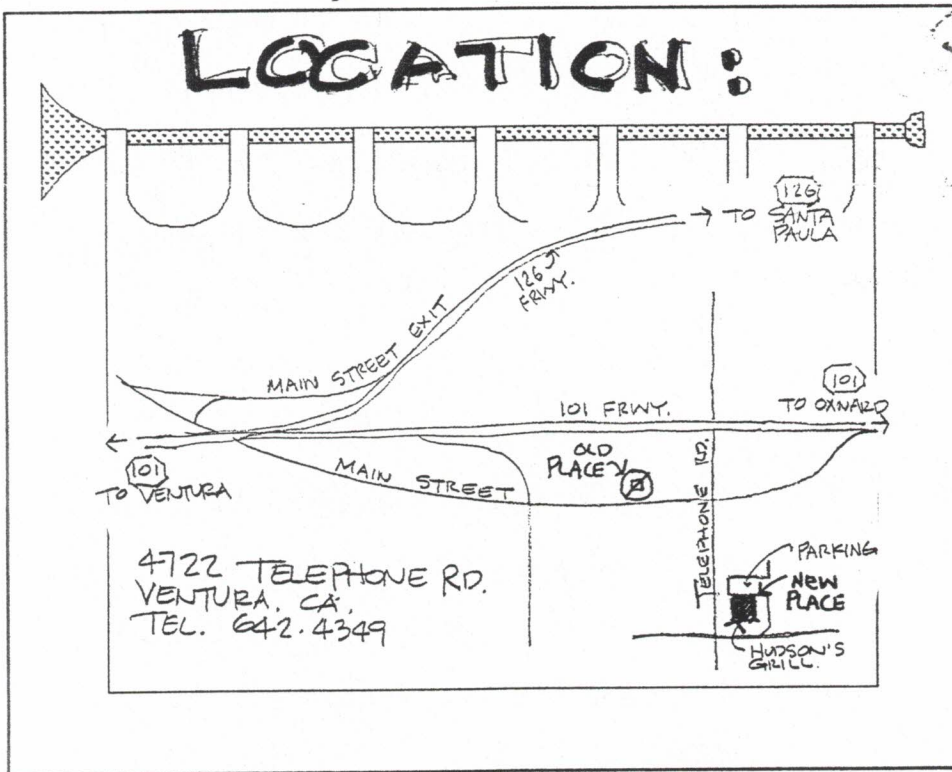 LOCATION:
126
TO SANTA
PAULA
126
FRWY.
MAIN STREET EXIT
101
TO OXNARD
101 FRWY.
OLD
PLACE
TELEPHONE RD.
101
TO VENTURA
MAIN STREET
PARKING
NEW
PLACE
4722 TELEPHONE RD.
VENTURA, CA.
TEL. 642.4349
HUDSON'S
GRILL.